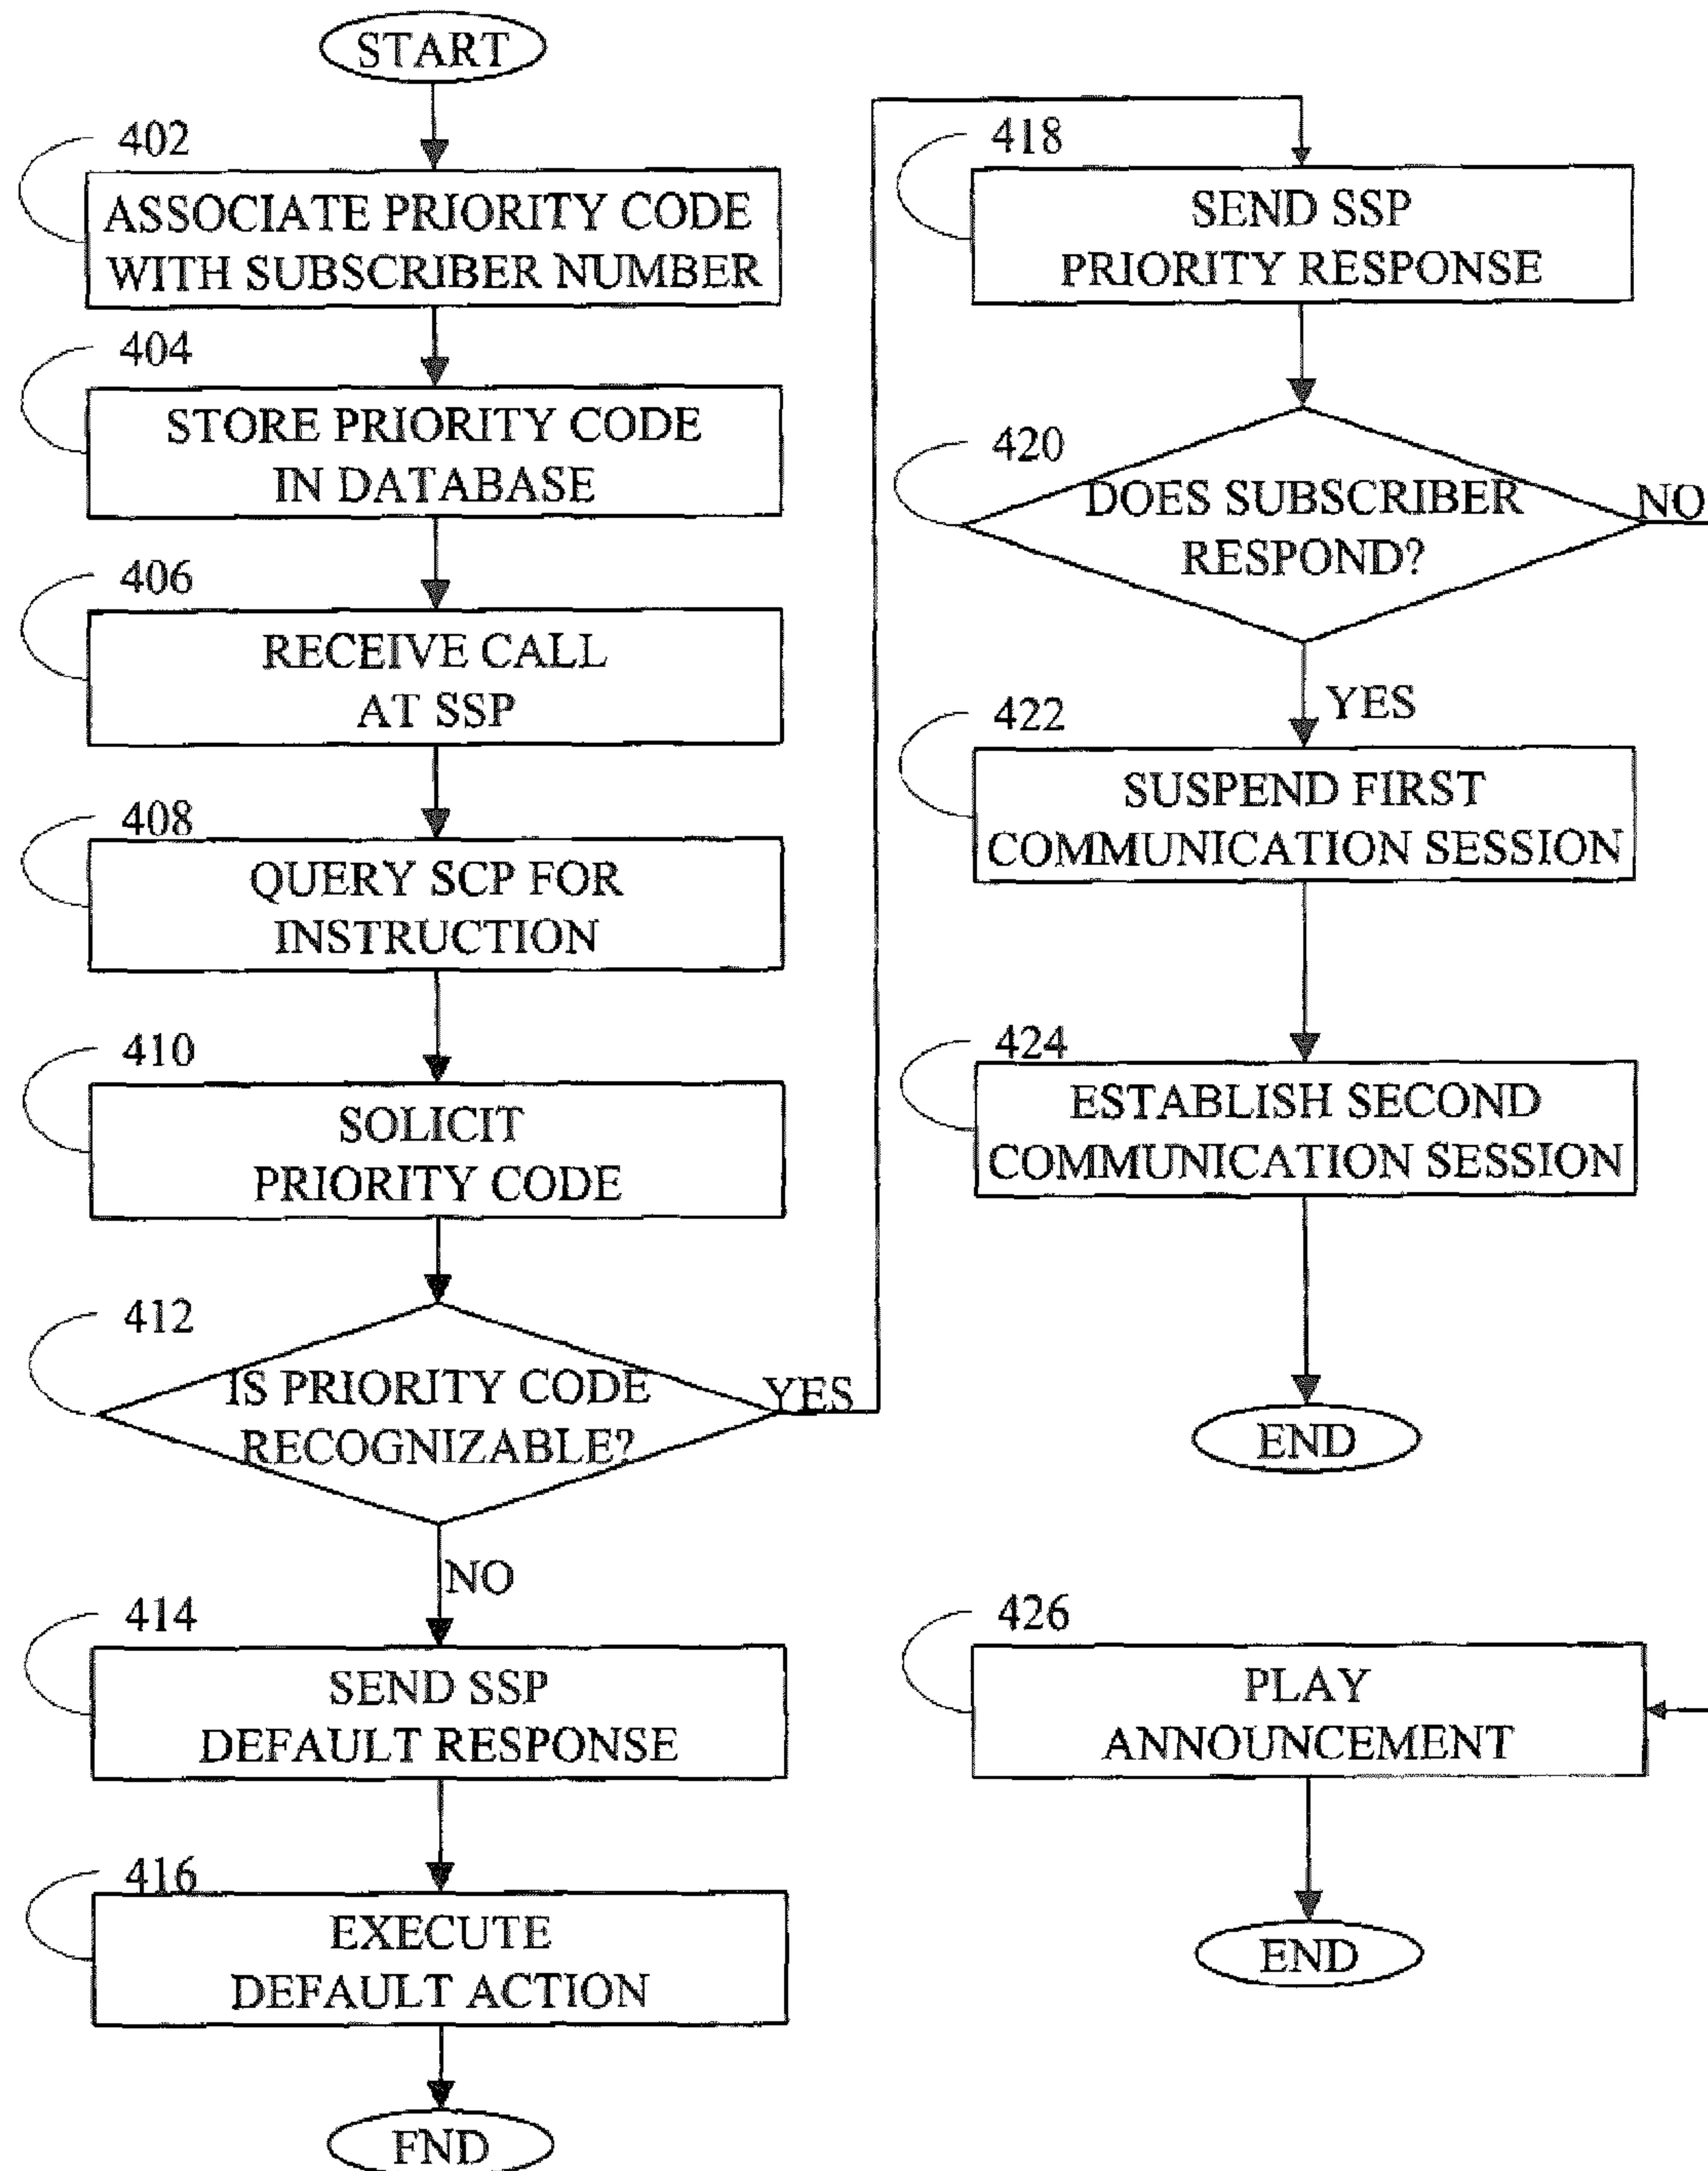 START
402
ASSOCIATE PRIORITY CODE
WITH SUBSCRIBER NUMBER
404
STORE PRIORITY CODE
IN DATABASE
406
RECEIVE CALL
AT SSP
408
QUERY SCP FOR
INSTRUCTION
410
SOLICIT
PRIORITY CODE
412
IS PRIORITY CODE
RECOGNIZABLE?
YES
NO
414
SEND SSP
DEFAULT RESPONSE
416
EXECUTE
DEFAULT ACTION
END
418
SEND SSP
PRIORITY RESPONSE
420
DOES SUBSCRIBER
RESPOND?
NO
YES
422
SUSPEND FIRST
COMMUNICATION SESSION
424
ESTABLISH SECOND
COMMUNICATION SESSION
END
426
PLAY
ANNOUNCEMENT
END